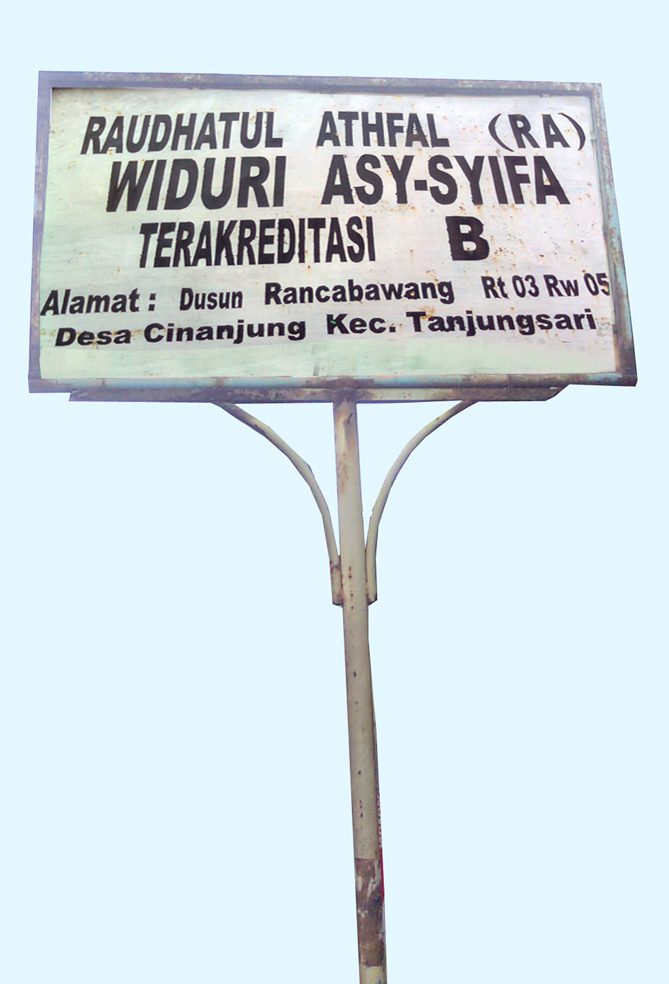 RAUDHATUL ATHFAL (RA)
WIDURI ASY-SYIFA
TERAKREDITASI B
Alamat : Dusun Rancabawang Rt 03 Rw 05
Desa Cinanjung Kec. Tanjungsari